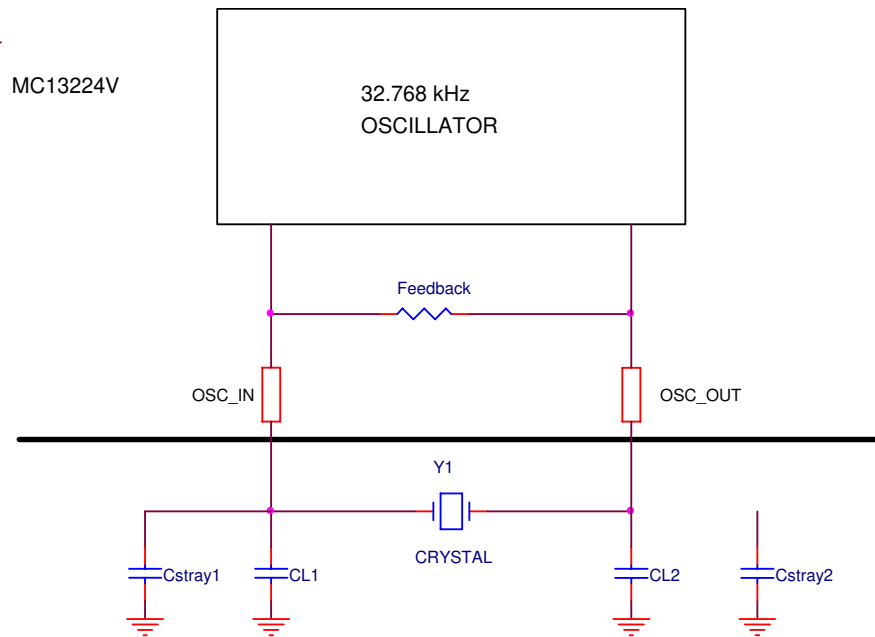 MC13224V
32.768 kHz
OSCILLATOR
Feedback
OSC_IN
OSC_OUT
Y1
CRYSTAL
Cstray1
CL1
CL2
Cstray2